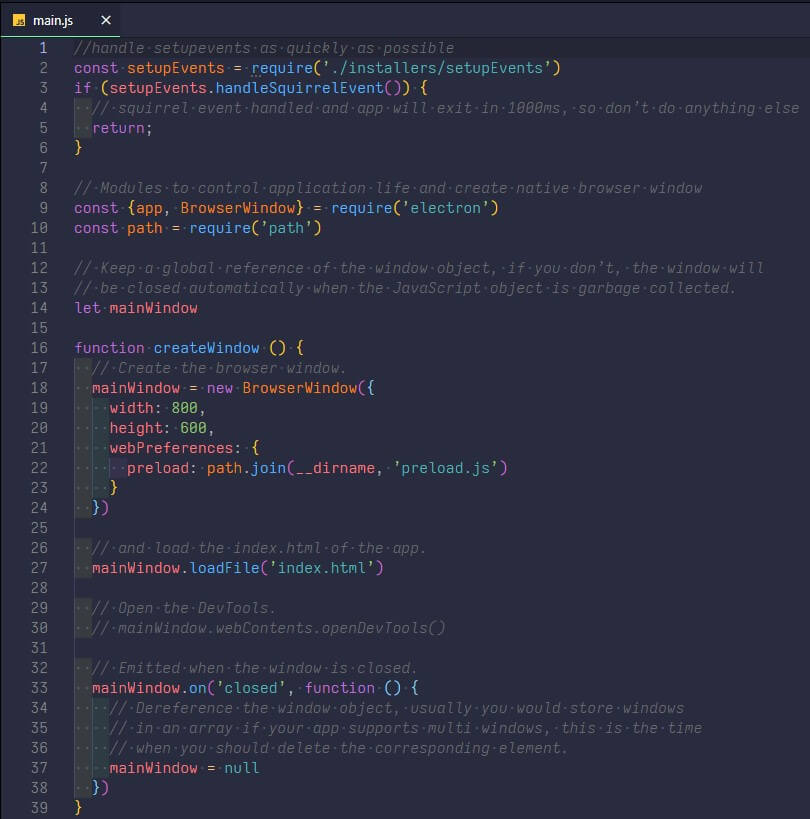 JS main.js ×
1 //handle setupevents as quickly as possible
2 const setupEvents = require('./installers/setupEvents')
3 if (setupEvents.handleSquirrelEvent()) {
4   // squirrel event handled and app will exit in 1000ms, so don't do anything else
5   return;
6 }
7
8 // Modules to control application life and create native browser window
9 const {app, BrowserWindow} = require('electron')
10 const path = require('path')
11
12 // Keep a global reference of the window object, if you don't, the window will
13 // be closed automatically when the JavaScript object is garbage collected.
14 let mainWindow
15
16 function createWindow () {
17   // Create the browser window.
18   mainWindow = new BrowserWindow({
19     width: 800,
20     height: 600,
21     webPreferences: {
22       preload: path.join(__dirname, 'preload.js')
23     }
24   })
25
26   // and load the index.html of the app.
27   mainWindow.loadFile('index.html')
28
29   // Open the DevTools.
30   // mainWindow.webContents.openDevTools()
31
32   // Emitted when the window is closed.
33   mainWindow.on('closed', function () {
34     // Dereference the window object, usually you would store windows
35     // in an array if your app supports multi windows, this is the time
36     // when you should delete the corresponding element.
37     mainWindow = null
38   })
39 }